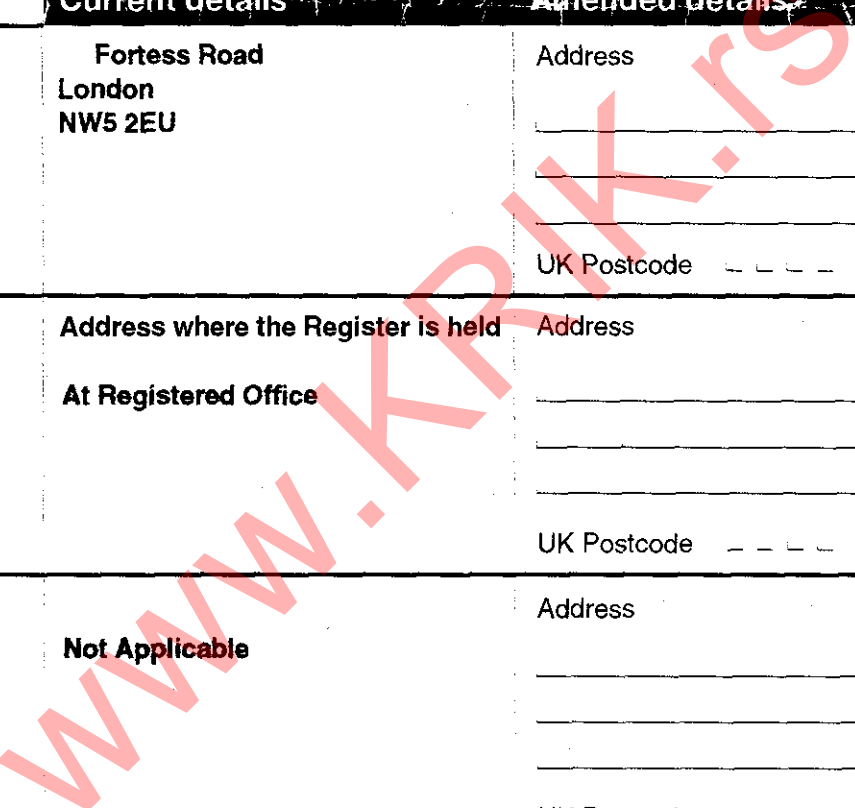 Current details Amended details
Fortess Road
London
NW5 2EU
Address
UK Postcode
Address where the Register is held
At Registered Office
Address
UK Postcode
Not Applicable
Address
www.KRIK.rs